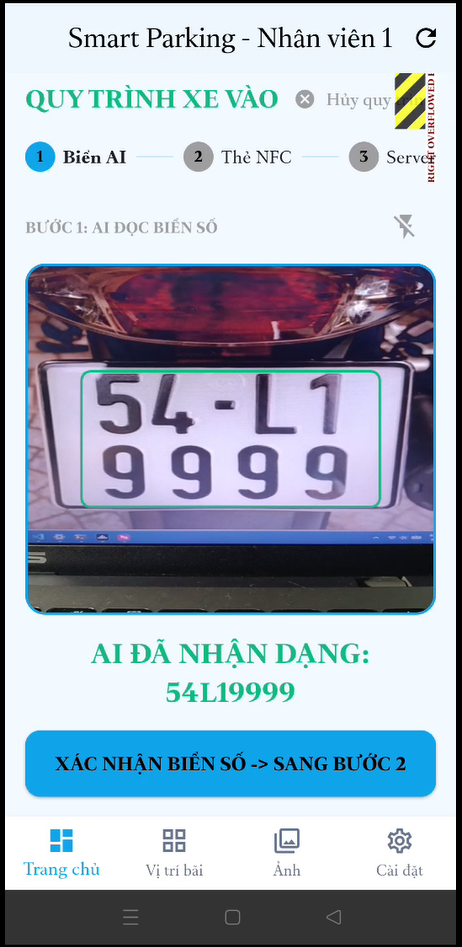 Smart Parking - Nhân viên 1
QUY TRÌNH XE VÀO
Hủy quy
RIGHT OVERFLOWED
1 Biển AI
2 Thẻ NFC
3 Server
BƯỚC 1: AI ĐỌC BIỂN SỐ
54-L1
9999
AI ĐÃ NHẬN DẠNG:
54L19999
XÁC NHẬN BIỂN SỐ -> SANG BƯỚC 2
Trang chủ
Vị trí bãi
Ảnh
Cài đặt